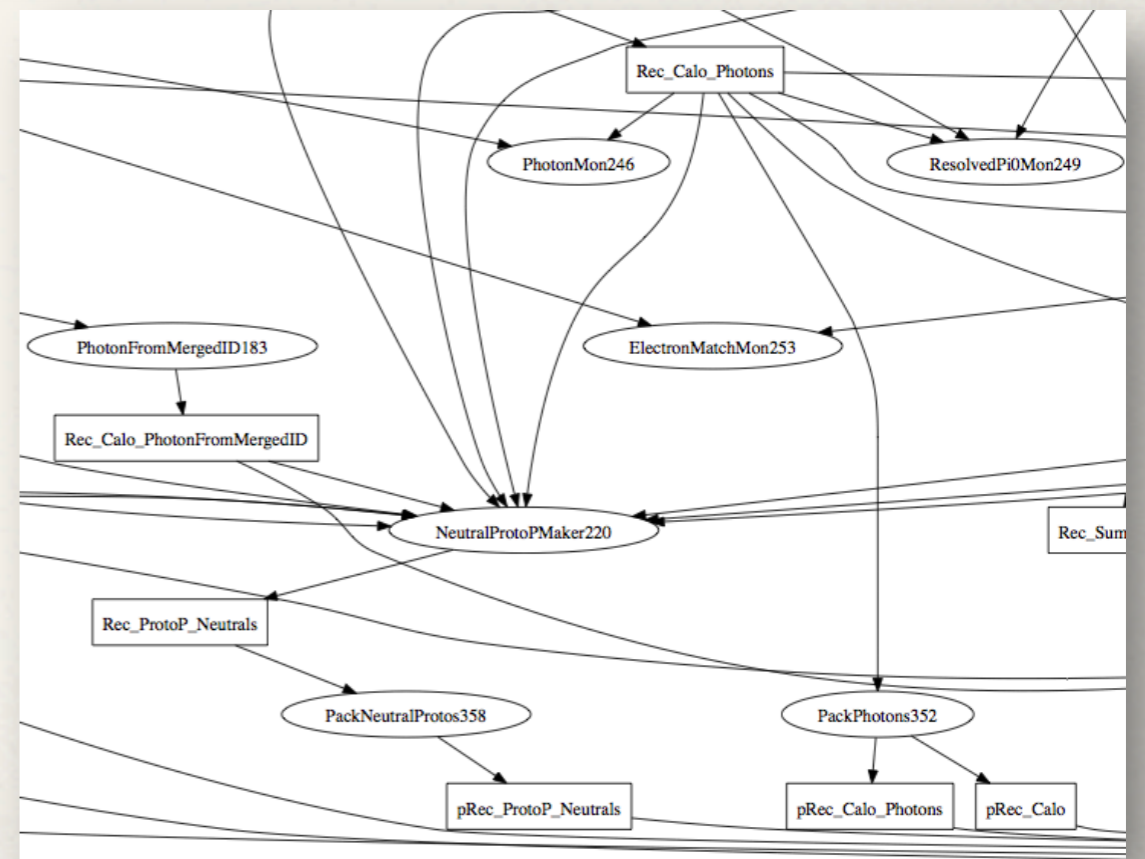 Rec_Calo_Photons
PhotonMon246
ResolvedPi0Mon249
PhotonFromMergedID183
ElectronMatchMon253
Rec_Calo_PhotonFromMergedID
NeutralProtoPMaker220
Rec_Sum
Rec_ProtoP_Neutrals
PackNeutralProtos358
PackPhotons352
pRec_ProtoP_Neutrals
pRec_Calo_Photons
pRec_Calo